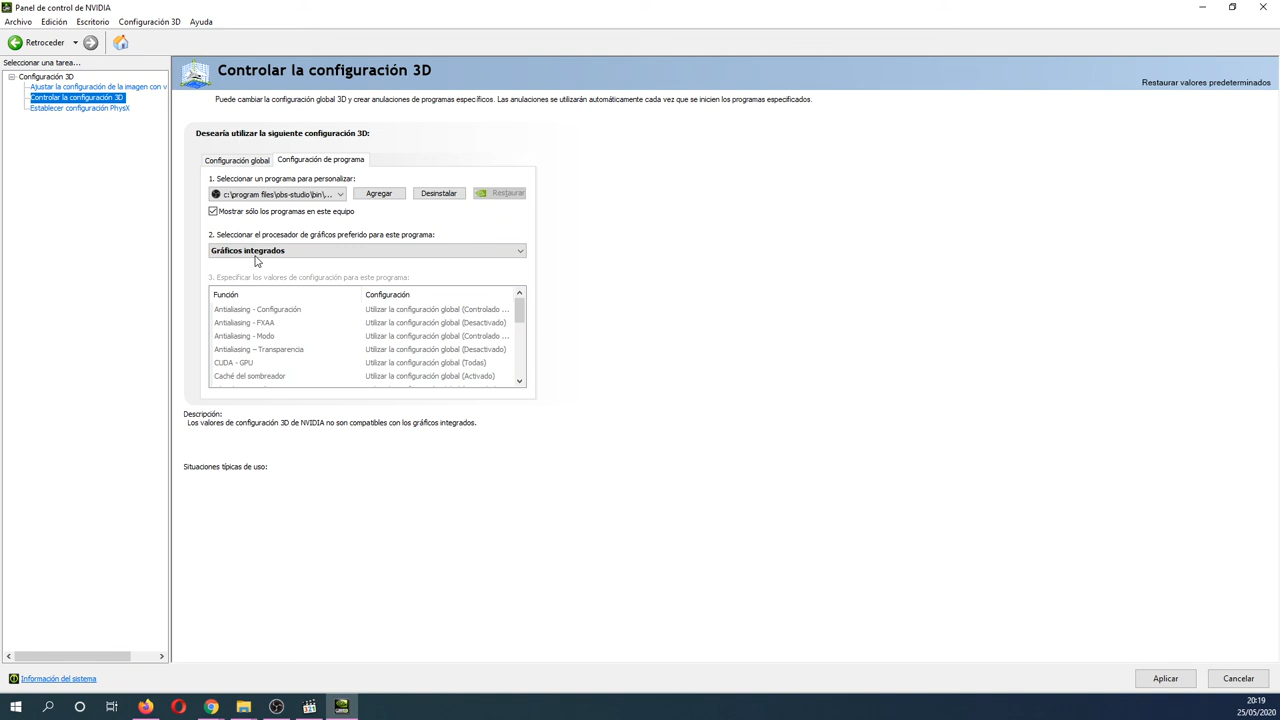 Panel de control de NVIDIA
Archivo Edición Escritorio Configuración 3D Ayuda
Retroceder
Seleccionar una tarea...
Configuración 3D
Ajustar la configuración de la imagen con v
Controlar la configuración 3D
Establecer configuración PhysX
Controlar la configuración 3D
Restaurar valores predeterminados
Puede cambiar la configuración global 3D y crear anulaciones de programas específicos. Las anulaciones se utilizarán automáticamente cada vez que se inicien los programas especificados.
Desearía utilizar la siguiente configuración 3D:
Configuración global Configuración de programa
1. Seleccionar un programa para personalizar:
c:\program files\obs-studio\bin\... Agregar Desinstalar Restaurar
Mostrar sólo los programas en este equipo
2. Seleccionar el procesador de gráficos preferido para este programa:
Gráficos integrados
3. Especificar los valores de configuración para este programa:
Función Configuración
Antialiasing - Configuración Utilizar la configuración global (Controlado ...
Antialiasing - FXAA Utilizar la configuración global (Desactivado)
Antialiasing - Modo Utilizar la configuración global (Controlado ...
Antialiasing – Transparencia Utilizar la configuración global (Desactivado)
CUDA - GPU Utilizar la configuración global (Todas)
Caché del sombreador Utilizar la configuración global (Activado)
Descripción:
Los valores de configuración 3D de NVIDIA no son compatibles con los gráficos integrados.
Situaciones típicas de uso:
Información del sistema
Aplicar Cancelar
20:19
25/05/2020